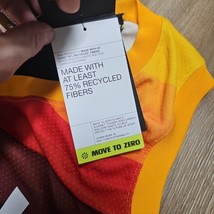 MADE WITH
AT LEAST
75% RECYCLED
FIBERS
MOVE TO ZERO